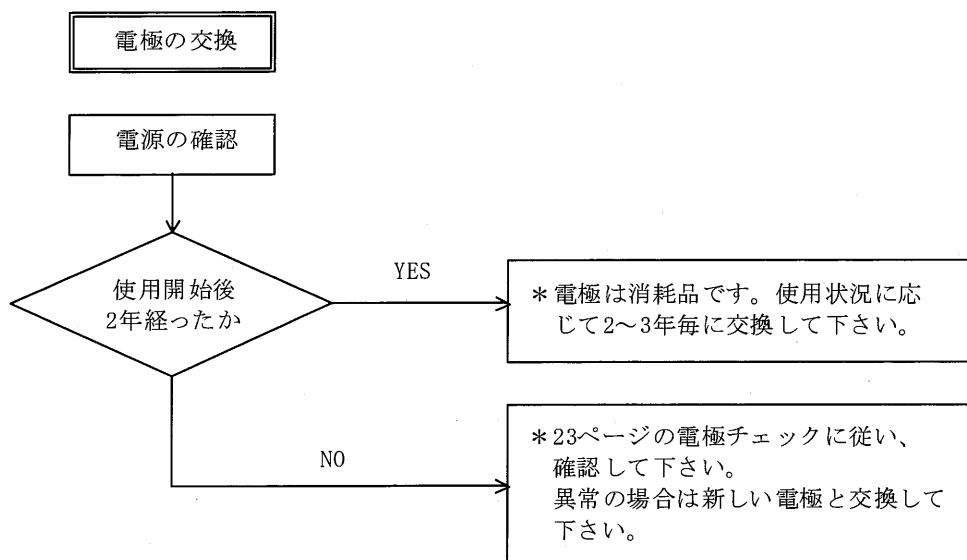 電極の交換
電源の確認
使用開始後
2年経ったか
YES
＊電極は消耗品です。使用状況に応
じて2～3年毎に交換して下さい。
NO
＊23ページの電極チェックに従い、
確認して下さい。
異常の場合は新しい電極と交換して
下さい。